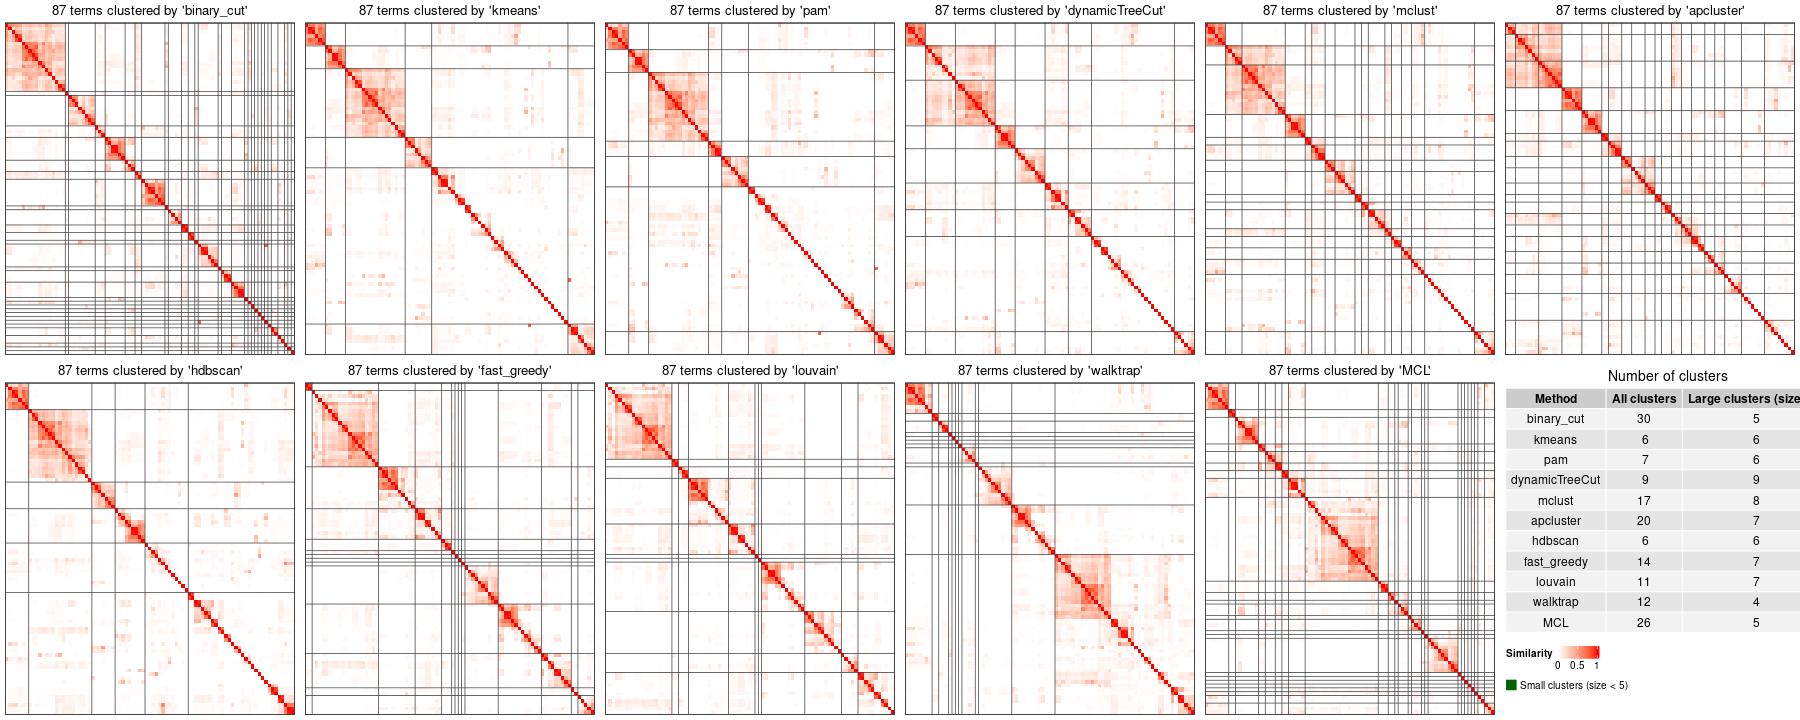 87 terms clustered by 'binary_cut'
87 terms clustered by 'kmeans'
87 terms clustered by 'pam'
87 terms clustered by 'dynamicTreeCut'
87 terms clustered by 'mclust'
87 terms clustered by 'apcluster'
87 terms clustered by 'hdbscan'
87 terms clustered by 'fast_greedy'
87 terms clustered by 'louvain'
87 terms clustered by 'walktrap'
87 terms clustered by 'MCL'
Number of clusters
Method All clusters Large clusters (size
binary_cut 30 5
kmeans 6 6
pam 7 6
dynamicTreeCut 9 9
mclust 17 8
apcluster 20 7
hdbscan 6 6
fast_greedy 14 7
louvain 11 7
walktrap 12 4
MCL 26 5
Similarity
0 0.5 1
Small clusters (size < 5)